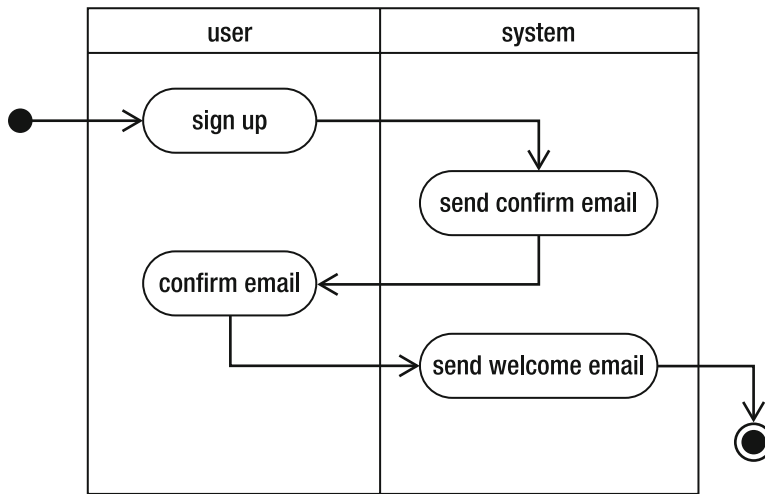 user
system
sign up
send confirm email
confirm email
send welcome email